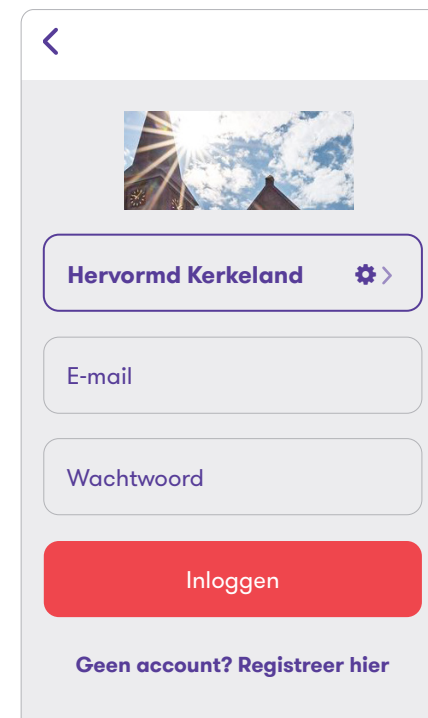 Hervormd Kerkeland
E-mail
Wachtwoord
Inloggen
Geen account? Registreer hier